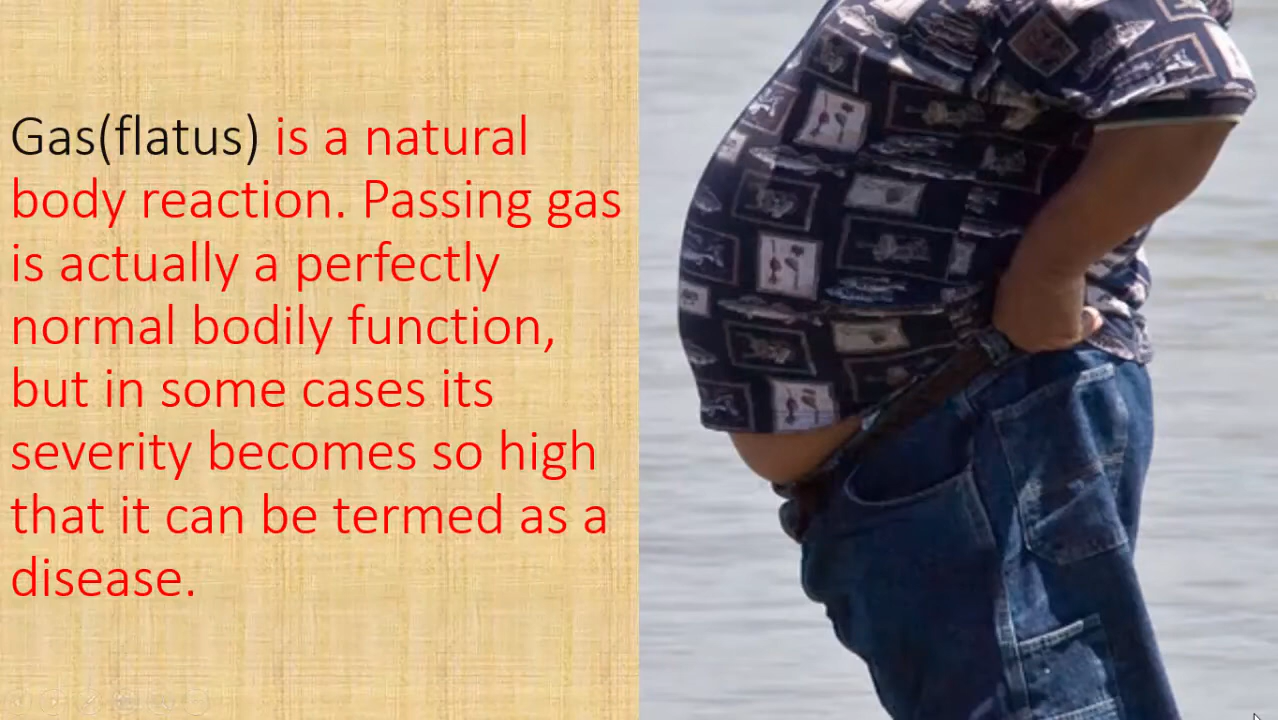 Gas(flatus) is a natural
body reaction. Passing gas
is actually a perfectly
normal bodily function,
but in some cases its
severity becomes so high
that it can be termed as a
disease.